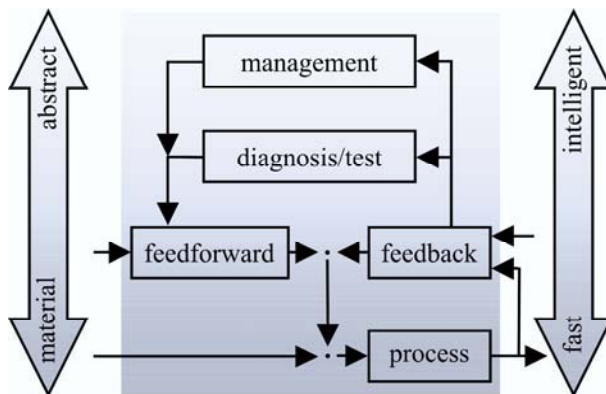 abstract
material
management
diagnosis/test
feedforward
feedback
process
intelligent
fast